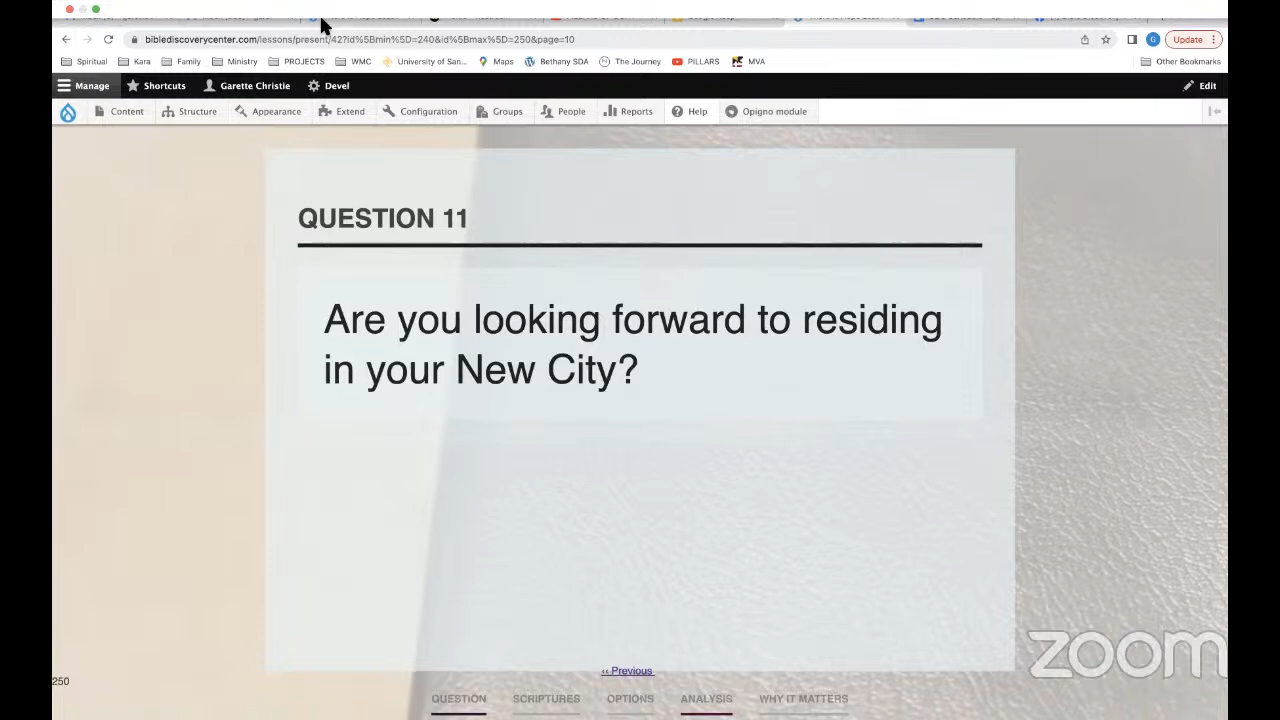 biblediscoverycenter.com/lessons/present/42?id%5Bmin%5D=240&id%5Bmax%5D=250&page=10
G Update
Spiritual Kara Family Ministry PROJECTS WMC University of San... Maps Bethany SDA The Journey PILLARS MVA Other Bookmarks
Manage Shortcuts Garette Christie Devel Edit
Content Structure Appearance Extend Configuration Groups People Reports Help Opigno module
QUESTION 11
Are you looking forward to residing
in your New City?
zoom
‹‹ Previous
250
QUESTION SCRIPTURES OPTIONS ANALYSIS WHY IT MATTERS